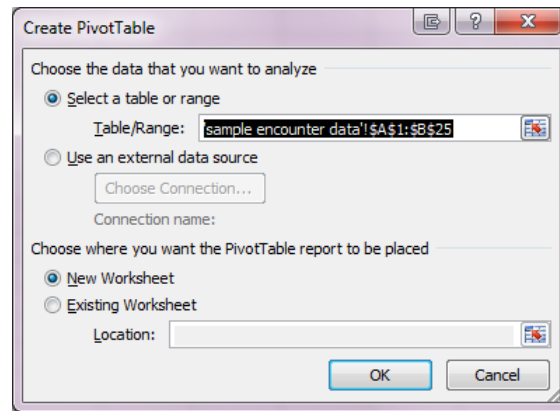 Create PivotTable
?
X
Choose the data that you want to analyze
Select a table or range
Table/Range: 'sample encounter data'!$A$1:$B$25
Use an external data source
Choose Connection...
Connection name:
Choose where you want the PivotTable report to be placed
New Worksheet
Existing Worksheet
Location:
OK Cancel